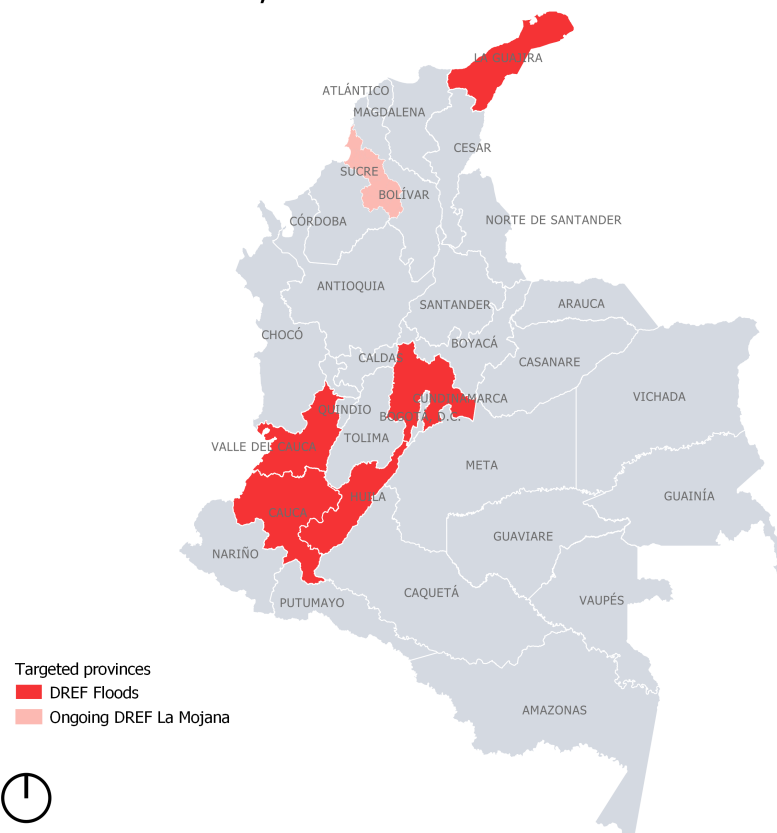 LA GUAJIRA
ATLÁNTICO
MAGDALENA
CESAR
SUCRE
BOLÍVAR
NORTE DE SANTANDER
CÓRDOBA
ANTIOQUIA
SANTANDER
ARAUCA
CHOCÓ
BOYACÁ
CALDAS
CASANARE
VICHADA
CUNDINAMARCA
QUINDIO
BOGOTÁ, D.C.
TOLIMA
VALLE DEL CAUCA
META
HUILA
GUAINÍA
CAUCA
GUAVIARE
NARIÑO
CAQUETÁ
VAUPÉS
PUTUMAYO
Targeted provinces
DREF Floods
Ongoing DREF La Mojana
AMAZONAS